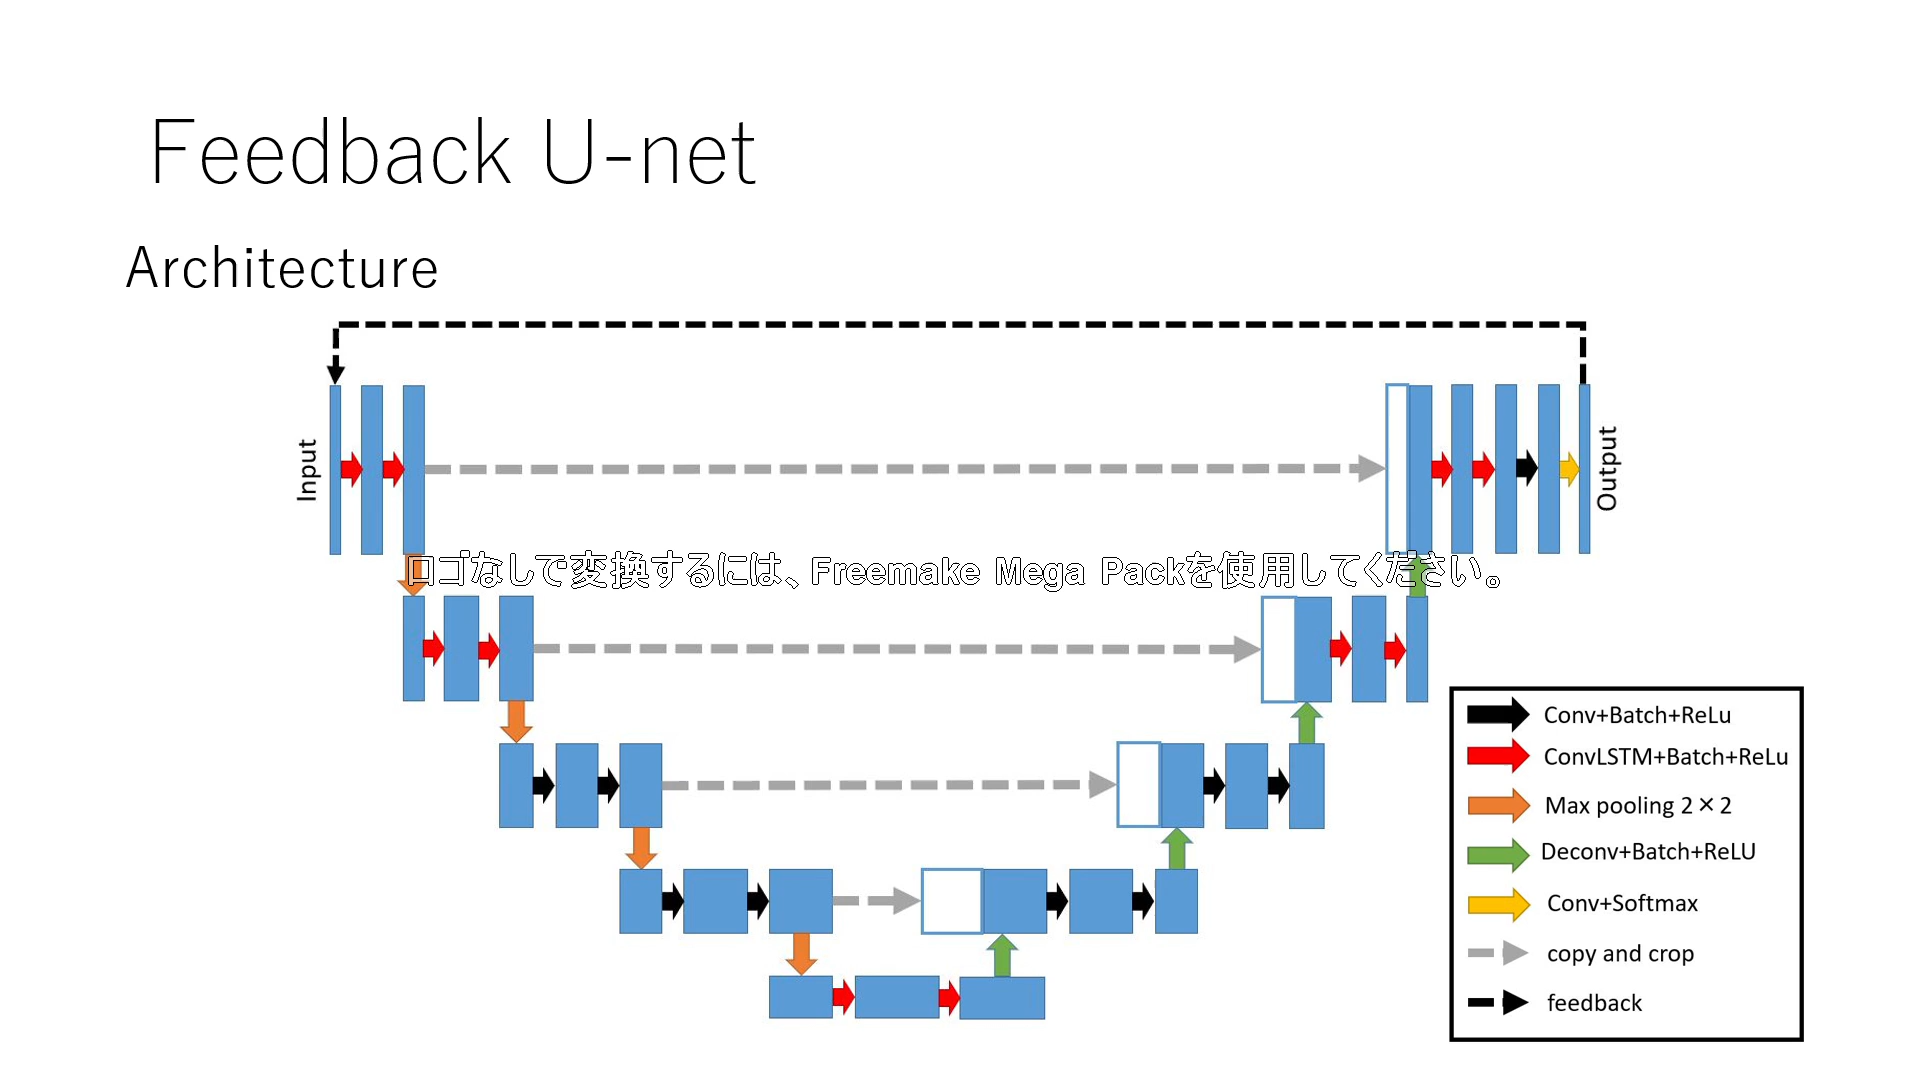 Feedback U-net
Architecture
Input
Output
ロゴなしで変換するには、Freemake Mega Packを使用してください。
Conv+Batch+ReLu
ConvLSTM+Batch+ReLu
Max pooling 2×2
Deconv+Batch+ReLU
Conv+Softmax
copy and crop
feedback